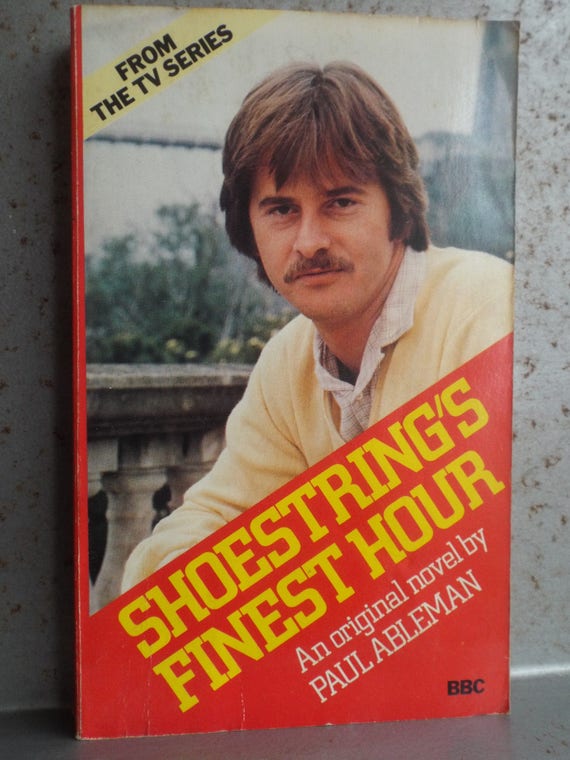 FROM
THE TV SERIES
SHOESTRING'S
FINEST HOUR
An original novel by
PAUL ABLEMAN
BBC